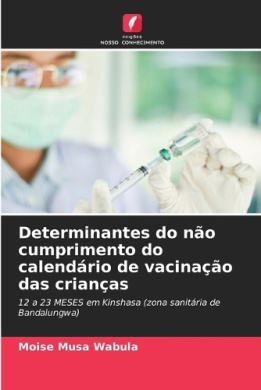 edições
NOSSO CONHECIMENTO
Determinantes do não
cumprimento do
calendário de vacinação
das crianças
12 a 23 MESES em Kinshasa (zona sanitária de
Bandalungwa)
Moise Musa Wabula